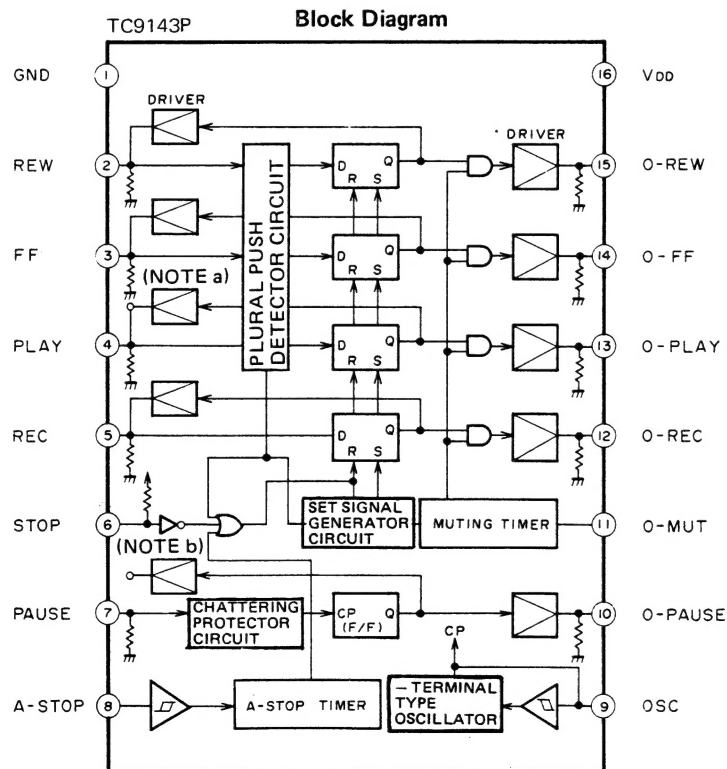 Block Diagram
TC9143P
GND
1
16
VDD
DRIVER
DRIVER
REW
2
D
Q
R
S
15
O-REW
PLURAL PUSH
DETECTOR CIRCUIT
FF
3
D
Q
R
S
14
O-FF
(NOTE a)
PLAY
4
D
Q
R
S
13
O-PLAY
REC
5
D
Q
R
S
12
O-REC
STOP
6
SET SIGNAL
GENERATOR
CIRCUIT
MUTING TIMER
11
O-MUT
(NOTE b)
PAUSE
7
CHATTERING
PROTECTOR
CIRCUIT
CP
Q
(F/F)
10
O-PAUSE
CP
A-STOP
8
A-STOP TIMER
– TERMINAL
TYPE
OSCILLATOR
9
OSC